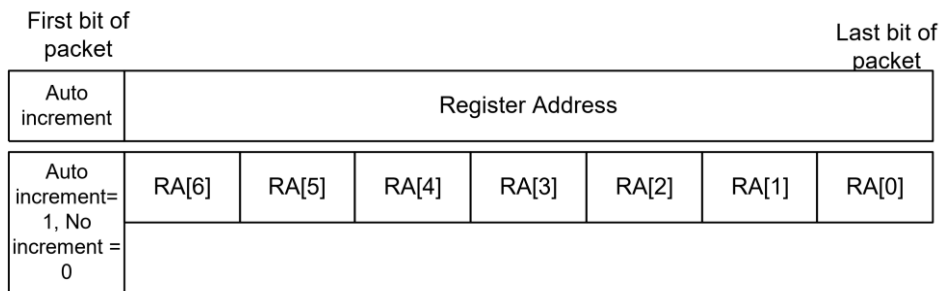 First bit of
packet
Last bit of
packet
Auto
increment
Register Address
Auto
increment=
1, No
increment =
0
RA[6]
RA[5]
RA[4]
RA[3]
RA[2]
RA[1]
RA[0]